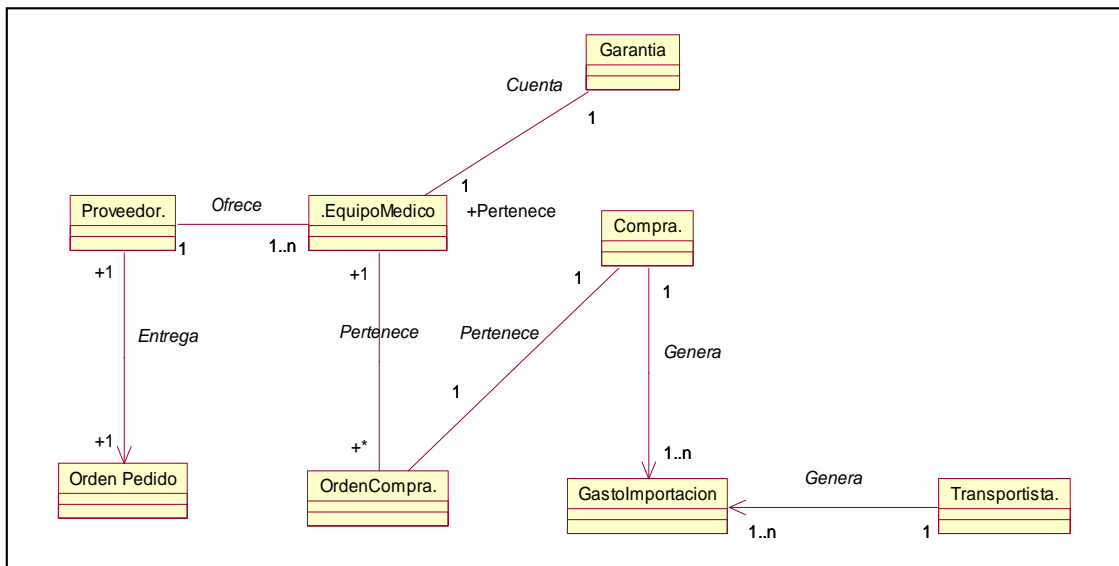 Garantia
Cuenta
1
1
Proveedor.
Ofrece
.EquipoMedico
+Pertenece
Compra.
1
1..n
+1
+1
1
1
Entrega
Pertenece
Pertenece
Genera
1
+1
+*
1..n
Orden Pedido
OrdenCompra.
GastoImportacion
Genera
Transportista.
1..n
1